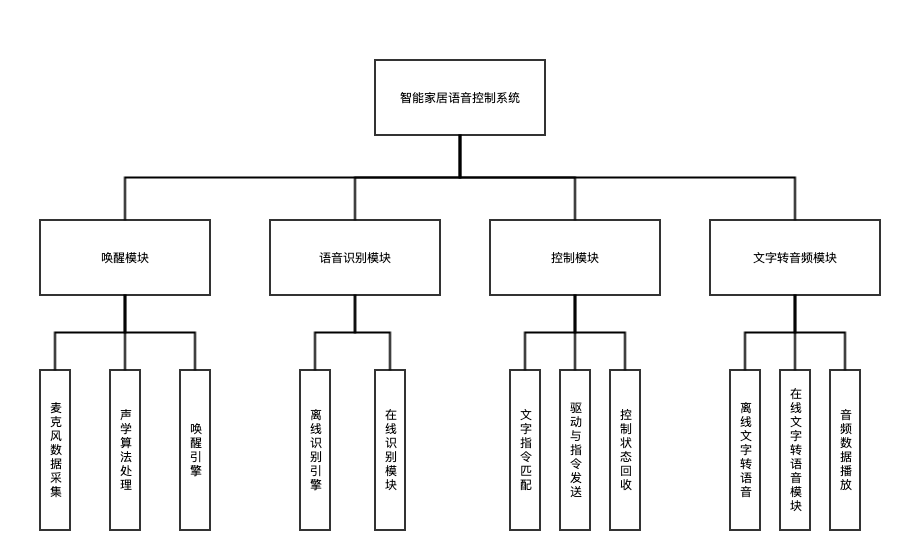 智能家居语音控制系统
唤醒模块
语音识别模块
控制模块
文字转音频模块
麦克风数据采集
声学算法处理
唤醒引擎
离线识别引擎
在线识别模块
文字指令匹配
驱动与指令发送
控制状态回收
离线文字转语音
在线文字转语音模块
音频数据播放